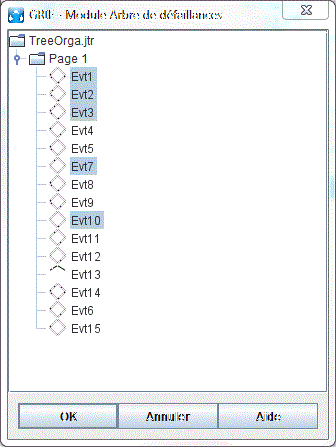 GRIF - Module Arbre de défaillances
TreeOrga.jtr
Page 1
Evt1
Evt2
Evt3
Evt4
Evt5
Evt7
Evt8
Evt9
Evt10
Evt11
Evt12
Evt13
Evt14
Evt6
Evt15
OK Annuler Aide